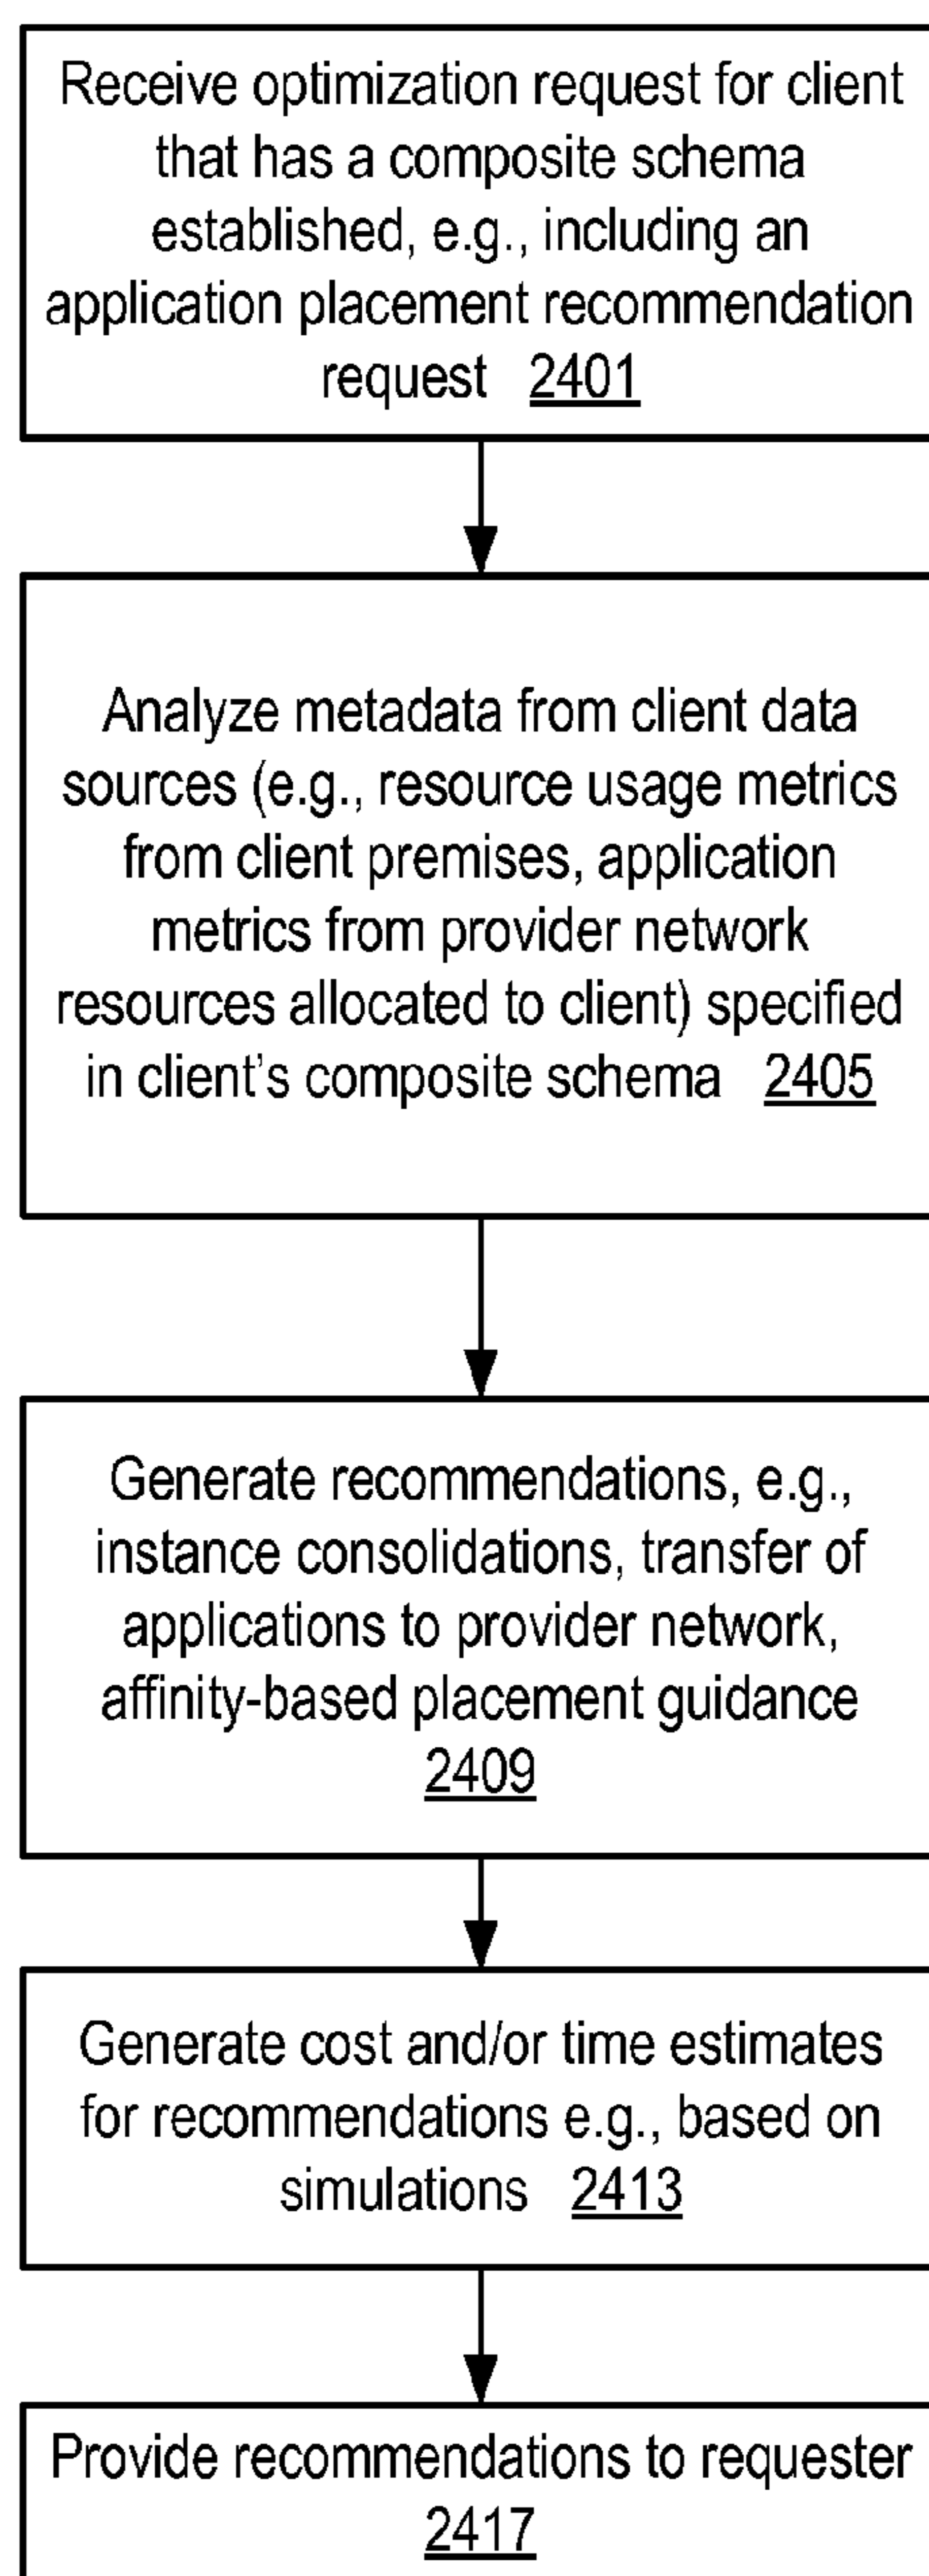 Receive optimization request for client
that has a composite schema
established, e.g., including an
application placement recommendation
request 2401
Analyze metadata from client data
sources (e.g., resource usage metrics
from client premises, application
metrics from provider network
resources allocated to client) specified
in client's composite schema 2405
Generate recommendations, e.g.,
instance consolidations, transfer of
applications to provider network,
affinity-based placement guidance
2409
Generate cost and/or time estimates
for recommendations e.g., based on
simulations 2413
Provide recommendations to requester
2417